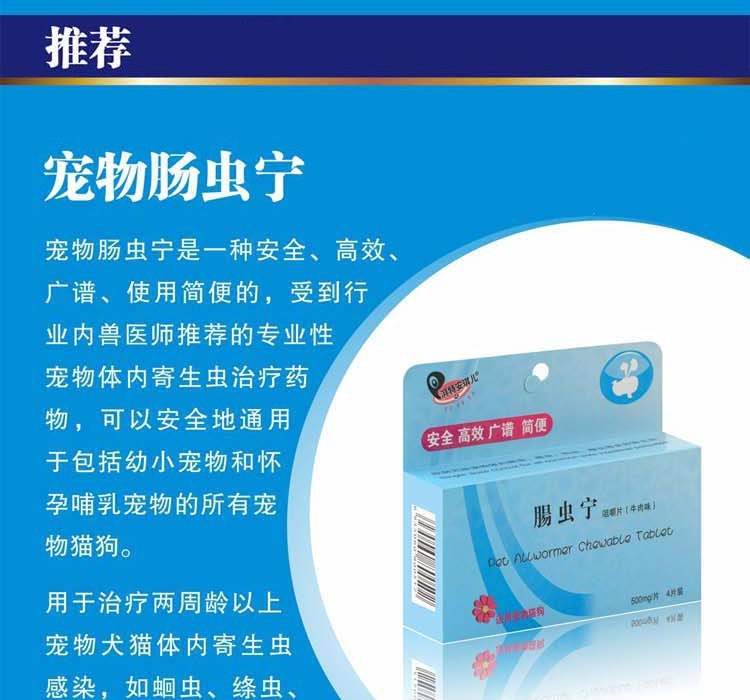 推荐
宠物肠虫宁
宠物肠虫宁是一种安全、高效、
广谱、使用简便的，受到行
业内兽医师推荐的专业性
宠物体内寄生虫治疗药
物，可以安全地通用
于包括幼小宠物和怀
孕哺乳宠物的所有宠
物猫狗。
用于治疗两周龄以上
宠物犬猫体内寄生虫
感染，如蛔虫、绦虫、
安全 高效 广谱 简便
腸虫宁 咀嚼片（牛肉味）
Pet Allwormer Chewable Tablet
500mg/片 4片装